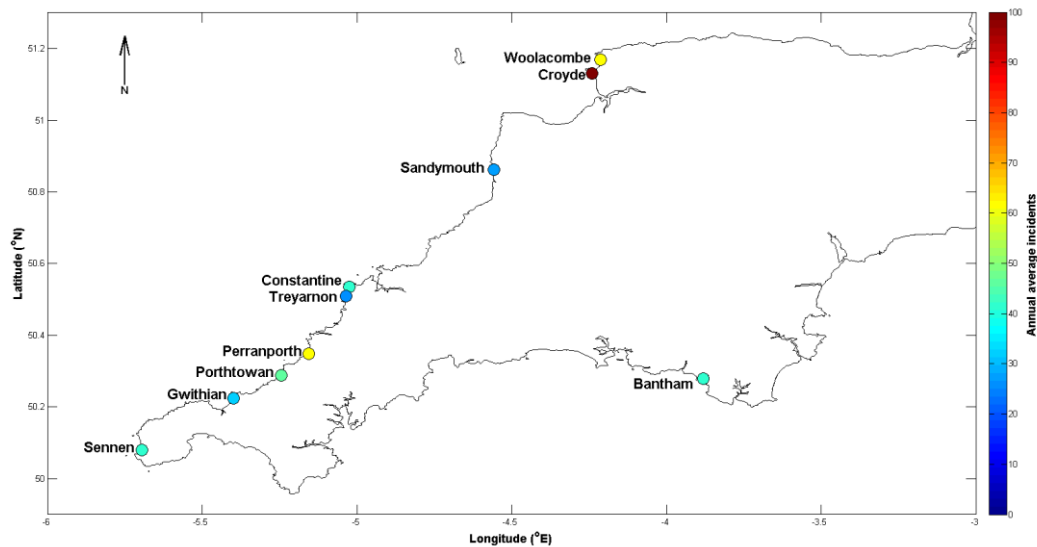 Woolacombe
Croyde
Sandymouth
Constantine
Treyarnon
Perranporth
Porthtowan
Gwithian
Sennen
Bantham
N
51.2
51
50.8
50.6
50.4
50.2
50
Latitude (°N)
-6
-5.5
-5
-4.5
-4
-3.5
-3
Longitude (°E)
100
90
80
70
60
50
40
30
20
10
0
Annual average incidents